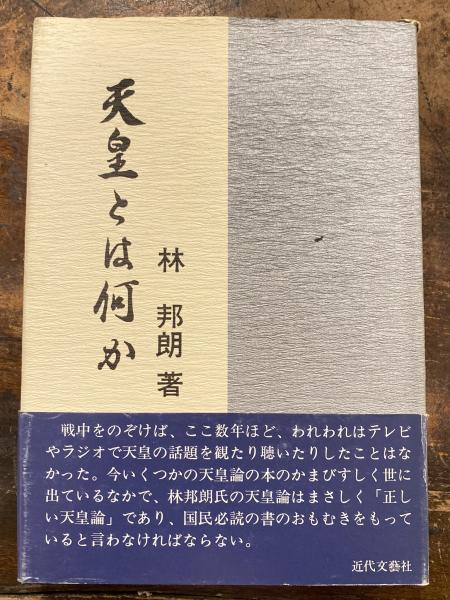 天皇とは何か
林 邦朗 著
戦中をのぞけば、ここ数年ほど、われわれはテレビ
やラジオで天皇の話題を観たり聴いたりしたことはな
かった。今いくつかの天皇論の本のかまびすしく世に
出ているなかで、林邦朗氏の天皇論はまさしく「正し
い天皇論」であり、国民必読の書のおもむきをもって
いると言わなければならない。
近代文藝社